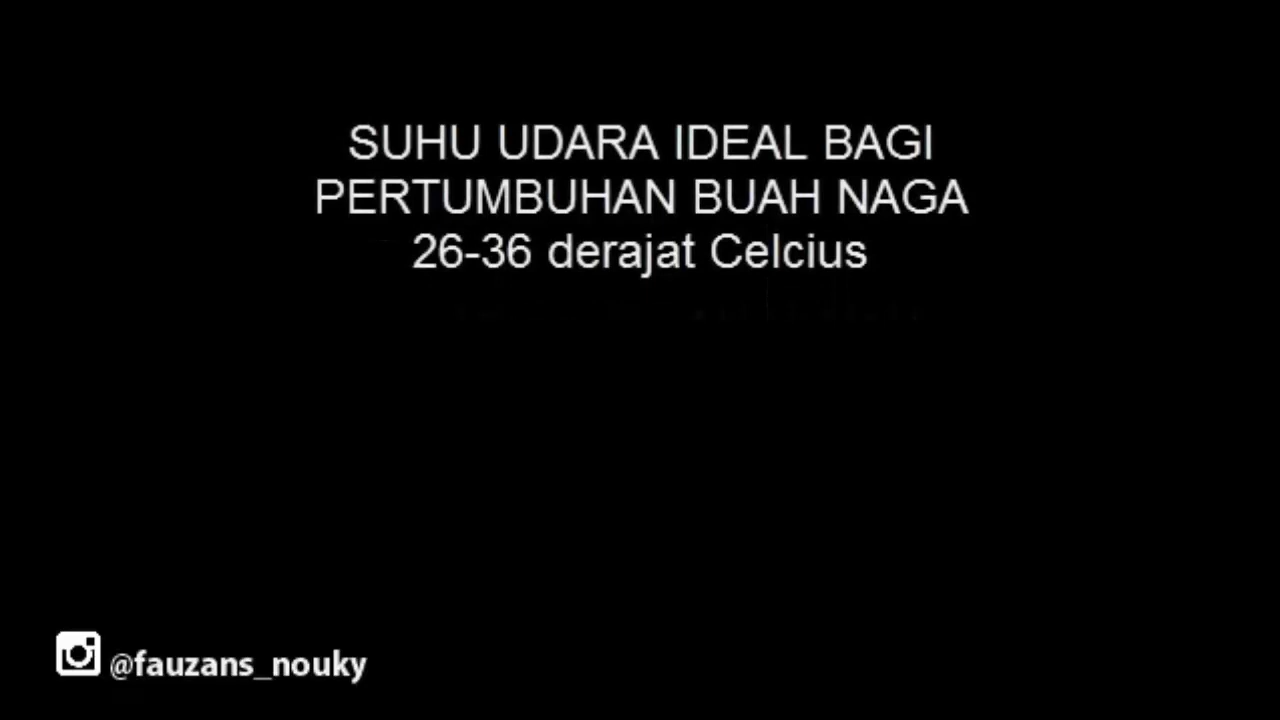 SUHU UDARA IDEAL BAGI
PERTUMBUHAN BUAH NAGA
26-36 derajat Celcius
@fauzans_nouky